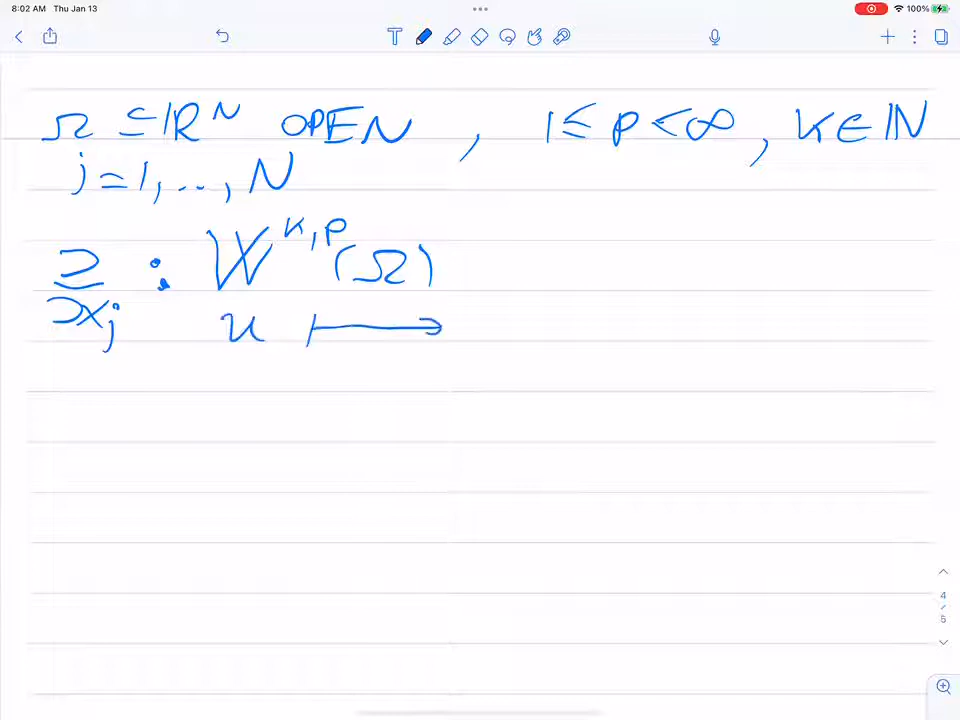 8:02 AM Thu Jan 13
100%
Ω ⊆ ℝ^N OPEN , 1 ≤ p < ∞ , K ∈ ℕ
j = 1, ..., N
∂/∂x_j : W^{K,P}(Ω)
u ↦
4
/
5